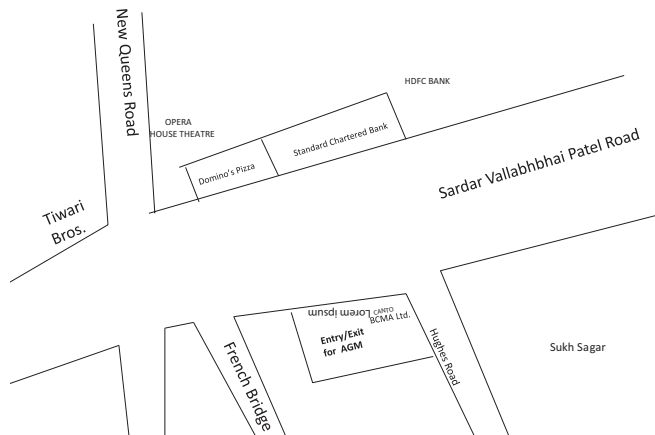 New Queens Road
HDFC BANK
OPERA
HOUSE THEATRE
Standard Chartered Bank
Domino's Pizza
Sardar Vallabhbhai Patel Road
Tiwari
Bros.
Lorem ipsum
CANTO
BCMA Ltd.
Entry/Exit
for AGM
Hughes Road
French Bridge
Sukh Sagar